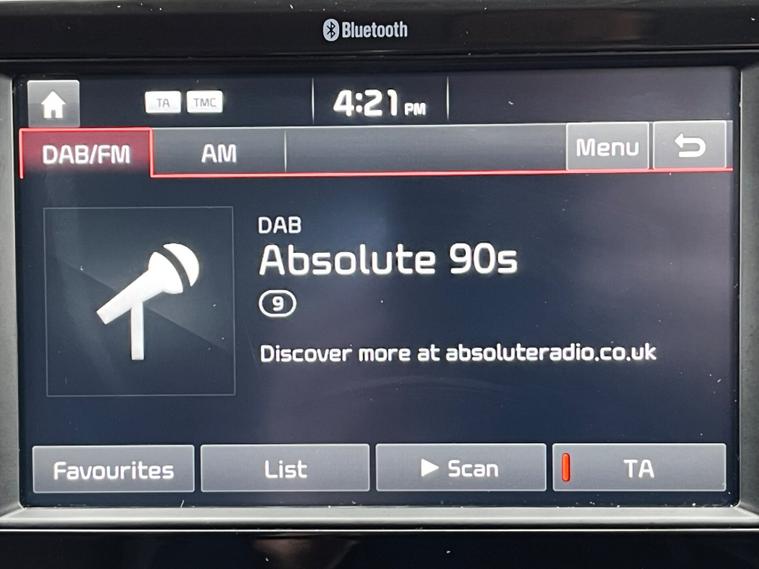 Bluetooth
TA TMC 4:21 PM
DAB/FM AM Menu
DAB
Absolute 90s
9
Discover more at absoluteradio.co.uk
Favourites List Scan TA